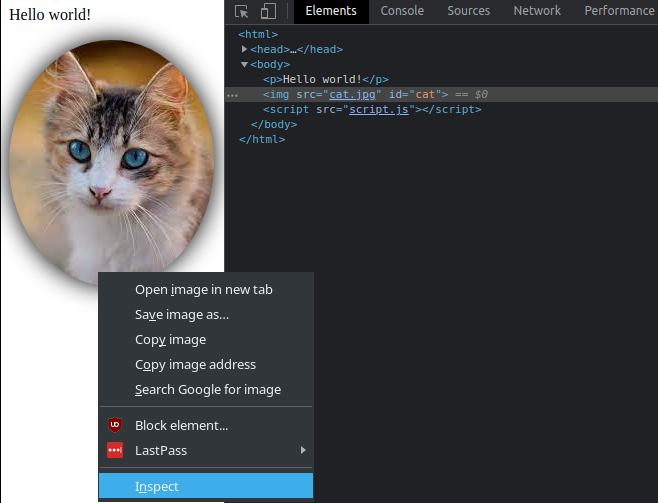 Hello world!
Elements Console Sources Network Performance
<html>
<head>…</head>
<body>
<p>Hello world!</p>
<img src="cat.jpg" id="cat"> == $0
<script src="script.js"></script>
</body>
</html>
Open image in new tab
Save image as...
Copy image
Copy image address
Search Google for image
Block element...
LastPass
Inspect